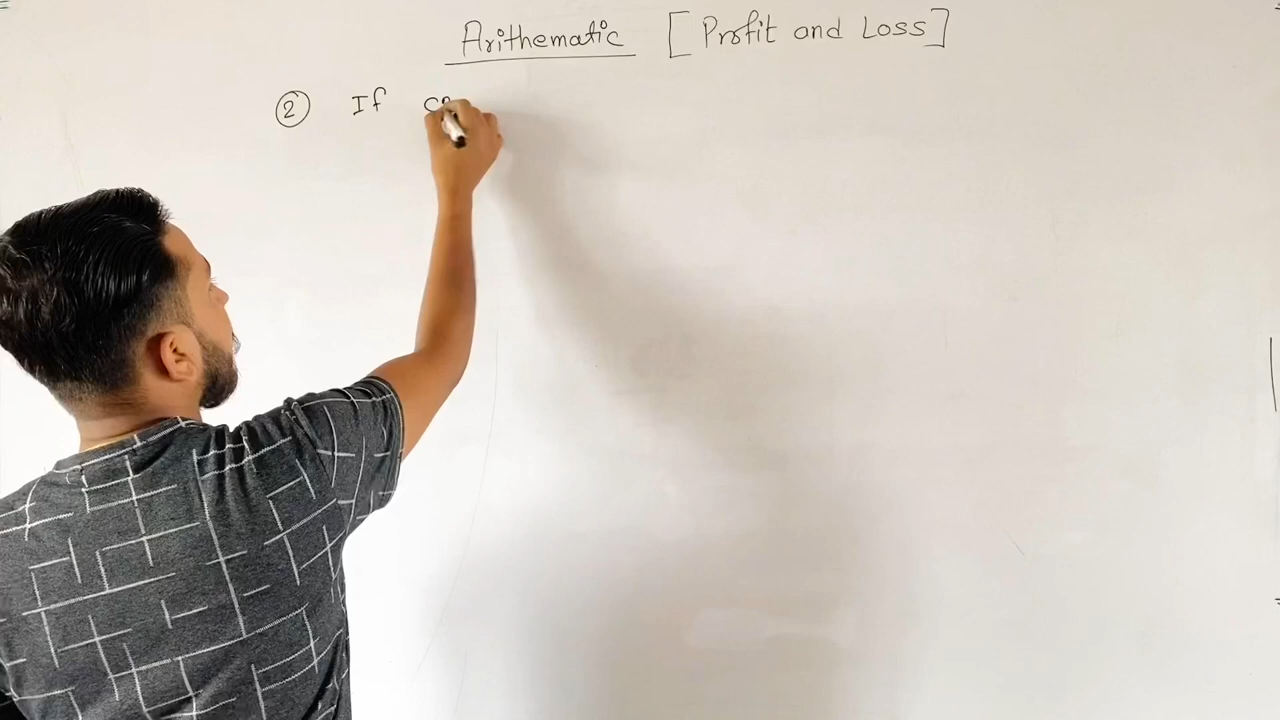 Arithematic [Profit and Loss]
② If